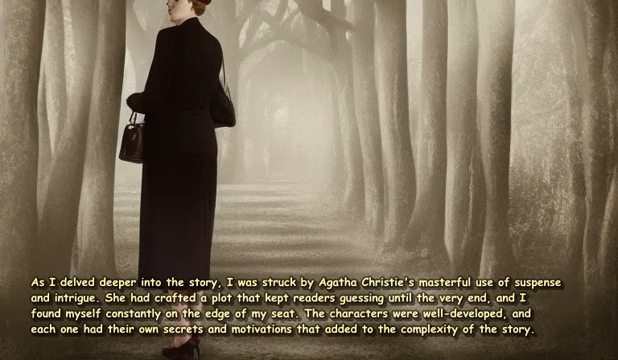 As I delved deeper into the story, I was struck by Agatha Christie's masterful use of suspense
and intrigue. She had crafted a plot that kept readers guessing until the very end, and I
found myself constantly on the edge of my seat. The characters were well-developed, and
each one had their own secrets and motivations that added to the complexity of the story.